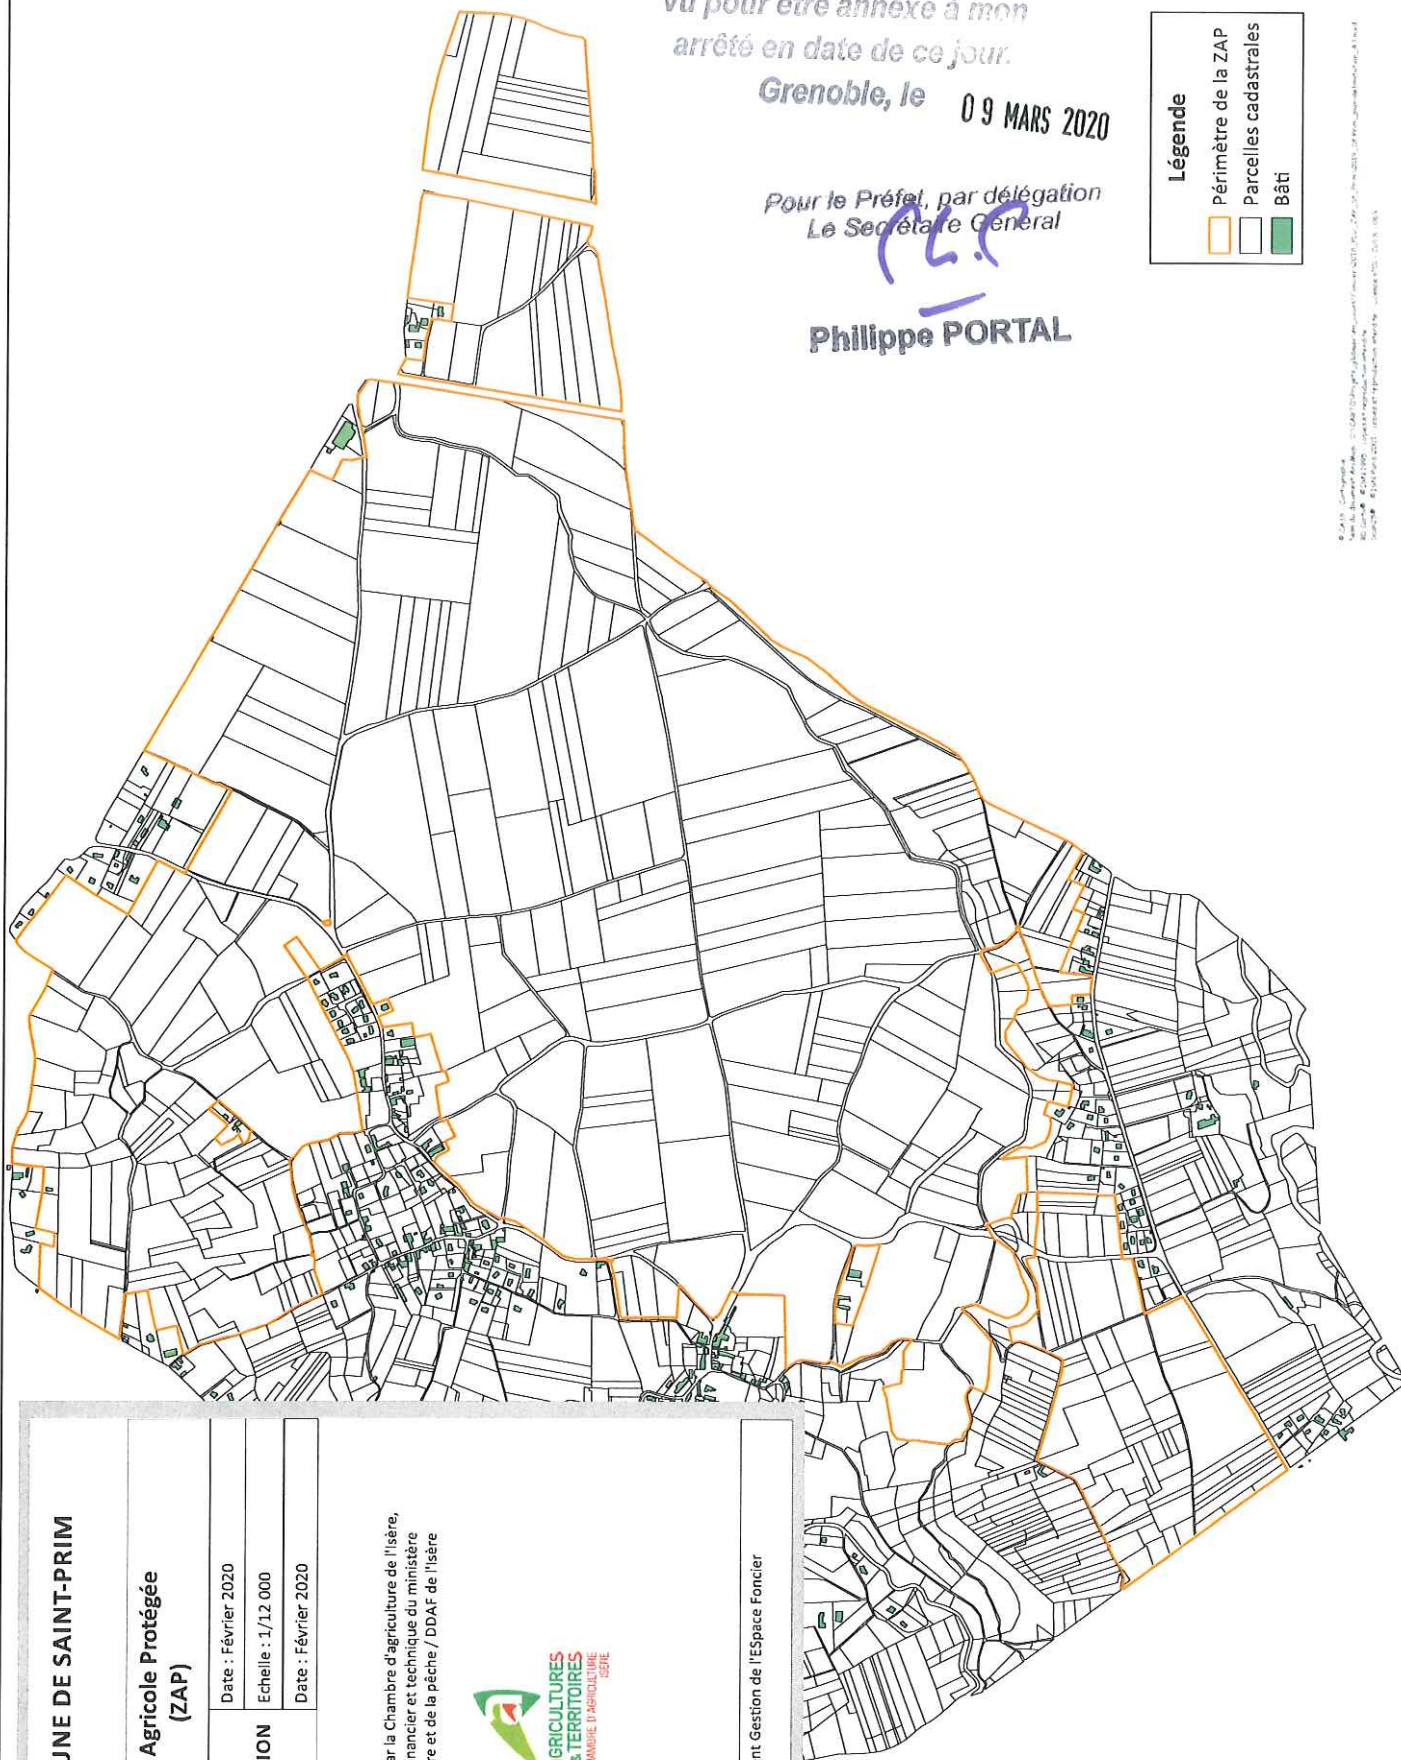 Vu pour être annexé à mon
arrêté en date de ce jour.
Grenoble, le 09 MARS 2020
Pour le Préfet, par délégation
Le Secrétaire Général
Philippe PORTAL
Légende
Périmètre de la ZAP
Parcelles cadastrales
Bâti
UNE DE SAINT-PRIM
Agricole Protégée
(ZAP)
ION
Date : Février 2020
Echelle : 1/12 000
Date : Février 2020
ar la Chambre d'agriculture de l'Isère,
nancier et technique du ministère
re et de la pêche / DDAF de l'Isère
GRICULTURES
& TERRITOIRES
HAMBRE D'AGRICULTURE
ISÈRE
nt Gestion de l'ESpace Foncier